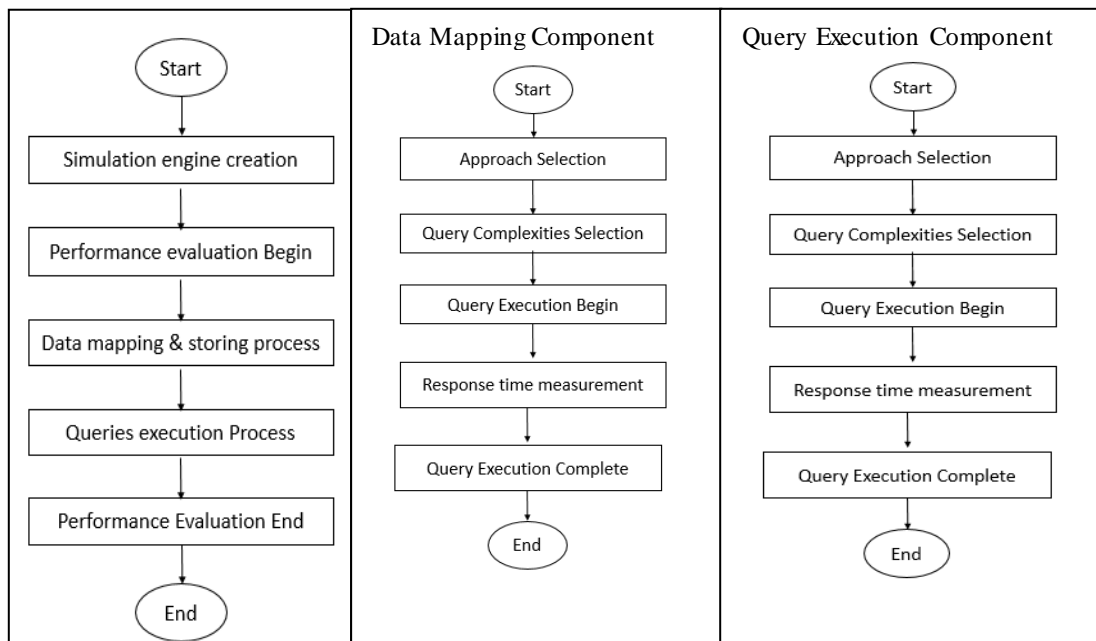 Start
Simulation engine creation
Performance evaluation Begin
Data mapping & storing process
Queries execution Process
Performance Evaluation End
End
Data Mapping Component
Start
Approach Selection
Query Complexities Selection
Query Execution Begin
Response time measurement
Query Execution Complete
End
Query Execution Component
Start
Approach Selection
Query Complexities Selection
Query Execution Begin
Response time measurement
Query Execution Complete
End